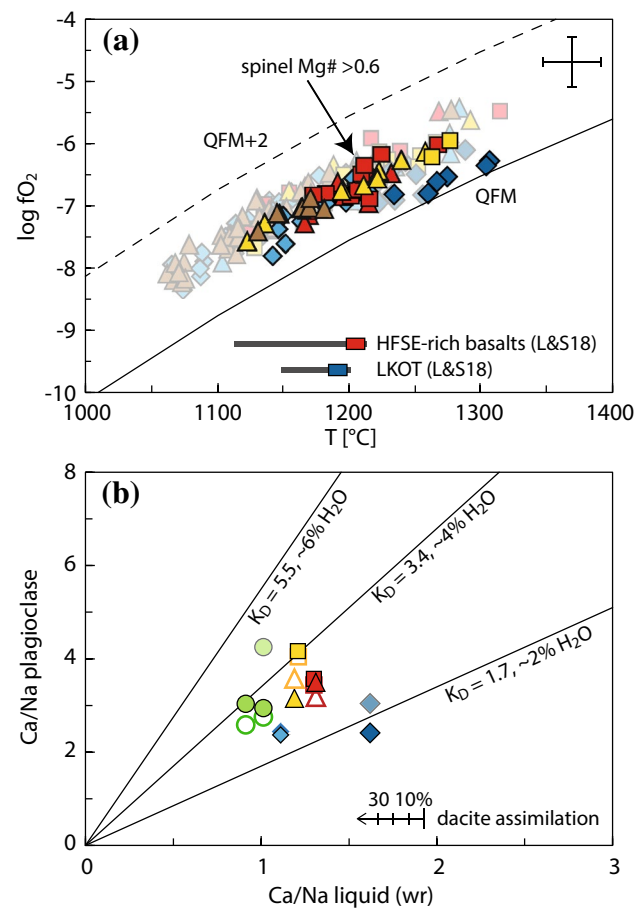 (a)
-4
-5
-6
-7
-8
-9
-10
log fO₂
spinel Mg# >0.6
QFM+2
QFM
HFSE-rich basalts (L&S18)
LKOT (L&S18)
1000
1100
1200
1300
1400
T [°C]
(b)
8
6
4
2
0
Ca/Na plagioclase
K_D = 5.5, ~6% H₂O
K_D = 3.4, ~4% H₂O
K_D = 1.7, ~2% H₂O
30 10%
dacite assimilation
0
1
2
3
Ca/Na liquid (wr)